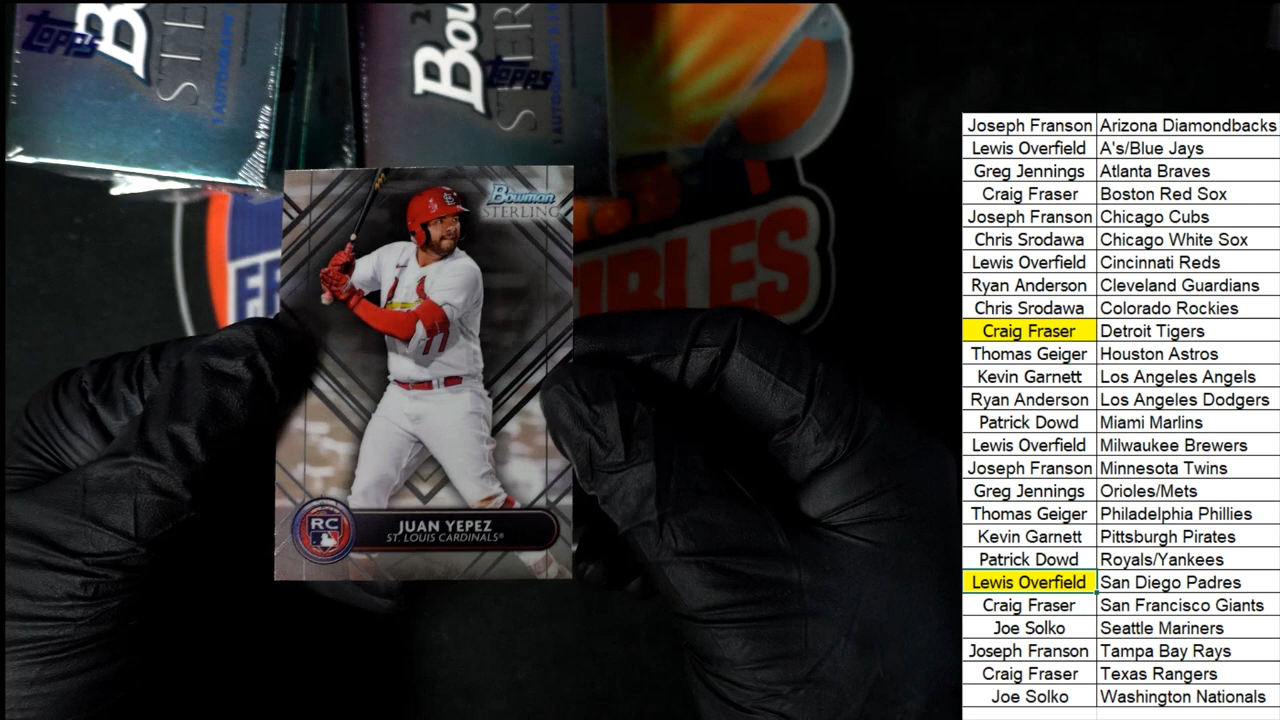 topps
Bo
STE
1 AUTOGRAPH
20
Bow
topps
STER
1 AUTOGRAPH
FR
IBLES
Bowman
STERLING
11
RC
JUAN YEPEZ
ST. LOUIS CARDINALS®
Joseph Franson Arizona Diamondbacks
Lewis Overfield A's/Blue Jays
Greg Jennings Atlanta Braves
Craig Fraser Boston Red Sox
Joseph Franson Chicago Cubs
Chris Srodawa Chicago White Sox
Lewis Overfield Cincinnati Reds
Ryan Anderson Cleveland Guardians
Chris Srodawa Colorado Rockies
Craig Fraser Detroit Tigers
Thomas Geiger Houston Astros
Kevin Garnett Los Angeles Angels
Ryan Anderson Los Angeles Dodgers
Patrick Dowd Miami Marlins
Lewis Overfield Milwaukee Brewers
Joseph Franson Minnesota Twins
Greg Jennings Orioles/Mets
Thomas Geiger Philadelphia Phillies
Kevin Garnett Pittsburgh Pirates
Patrick Dowd Royals/Yankees
Lewis Overfield San Diego Padres
Craig Fraser San Francisco Giants
Joe Solko Seattle Mariners
Joseph Franson Tampa Bay Rays
Craig Fraser Texas Rangers
Joe Solko Washington Nationals